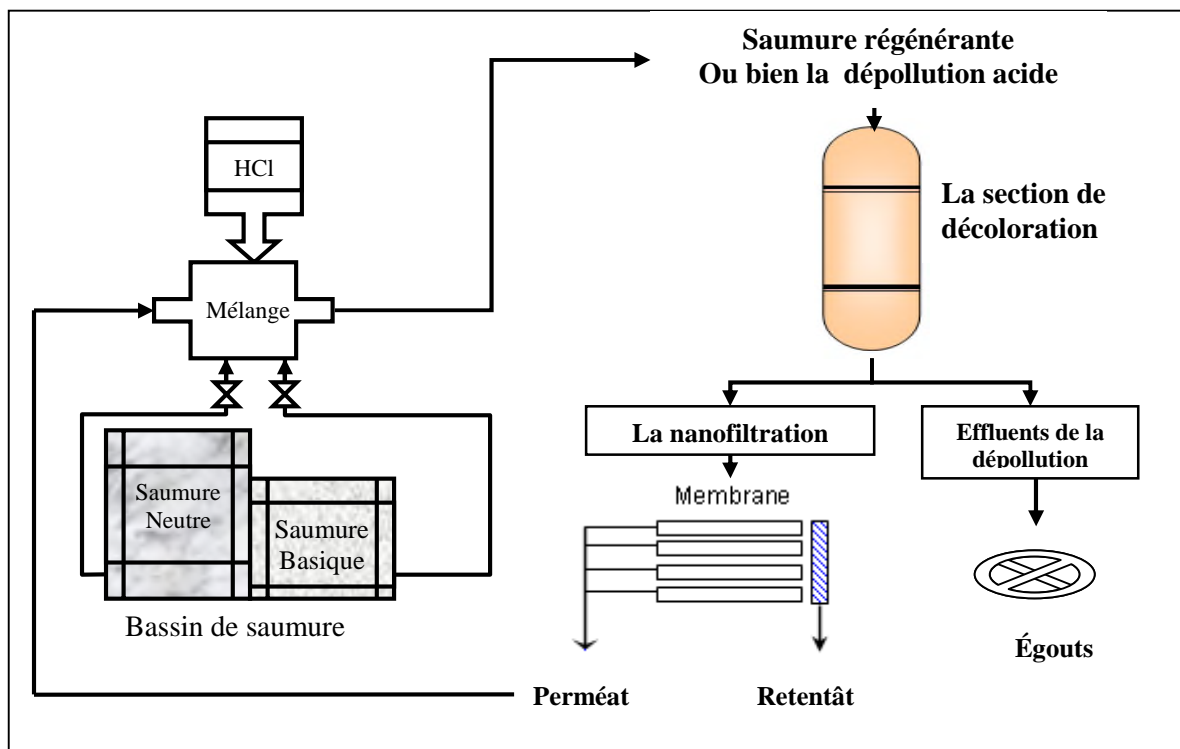 Saumure régénérante
Ou bien la dépollution acide
HCl
La section de
décoloration
Mélange
La nanofiltration
Effluents de la
dépollution
Membrane
Saumure
Neutre
Saumure
Basique
Bassin de saumure
Égouts
Perméat
Retentât